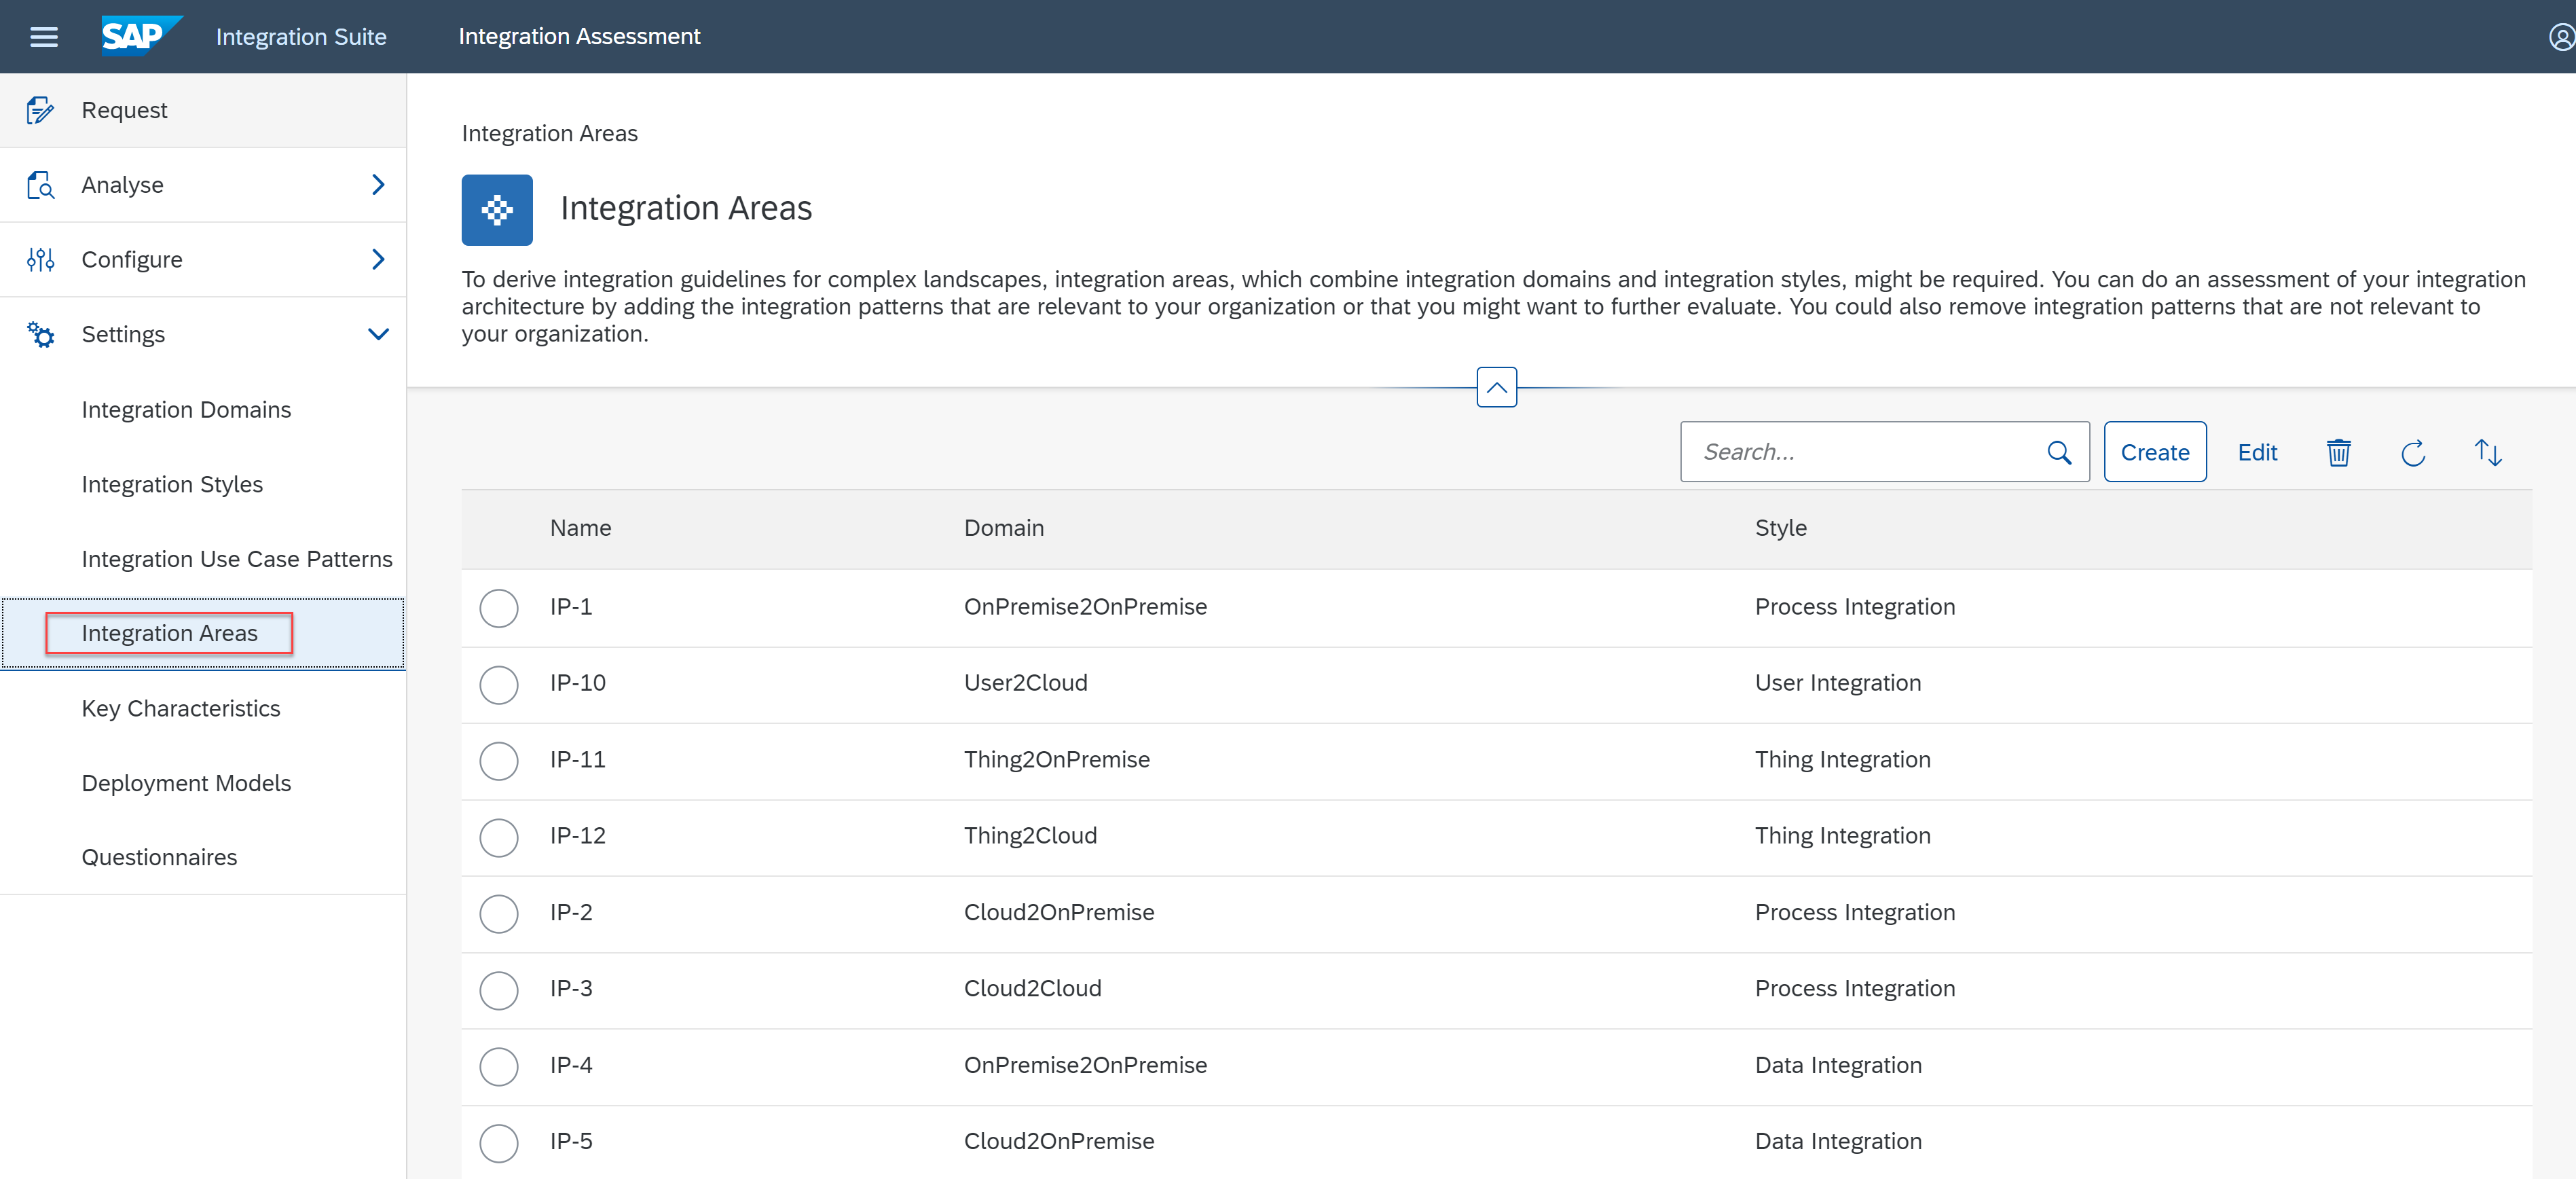 SAP Integration Suite Integration Assessment
Request
Analyse
Configure
Settings
Integration Domains
Integration Styles
Integration Use Case Patterns
Integration Areas
Key Characteristics
Deployment Models
Questionnaires
Integration Areas
Integration Areas
To derive integration guidelines for complex landscapes, integration areas, which combine integration domains and integration styles, might be required. You can do an assessment of your integration
architecture by adding the integration patterns that are relevant to your organization or that you might want to further evaluate. You could also remove integration patterns that are not relevant to
your organization.
Search... Create Edit
Name Domain Style
IP-1 OnPremise2OnPremise Process Integration
IP-10 User2Cloud User Integration
IP-11 Thing2OnPremise Thing Integration
IP-12 Thing2Cloud Thing Integration
IP-2 Cloud2OnPremise Process Integration
IP-3 Cloud2Cloud Process Integration
IP-4 OnPremise2OnPremise Data Integration
IP-5 Cloud2OnPremise Data Integration